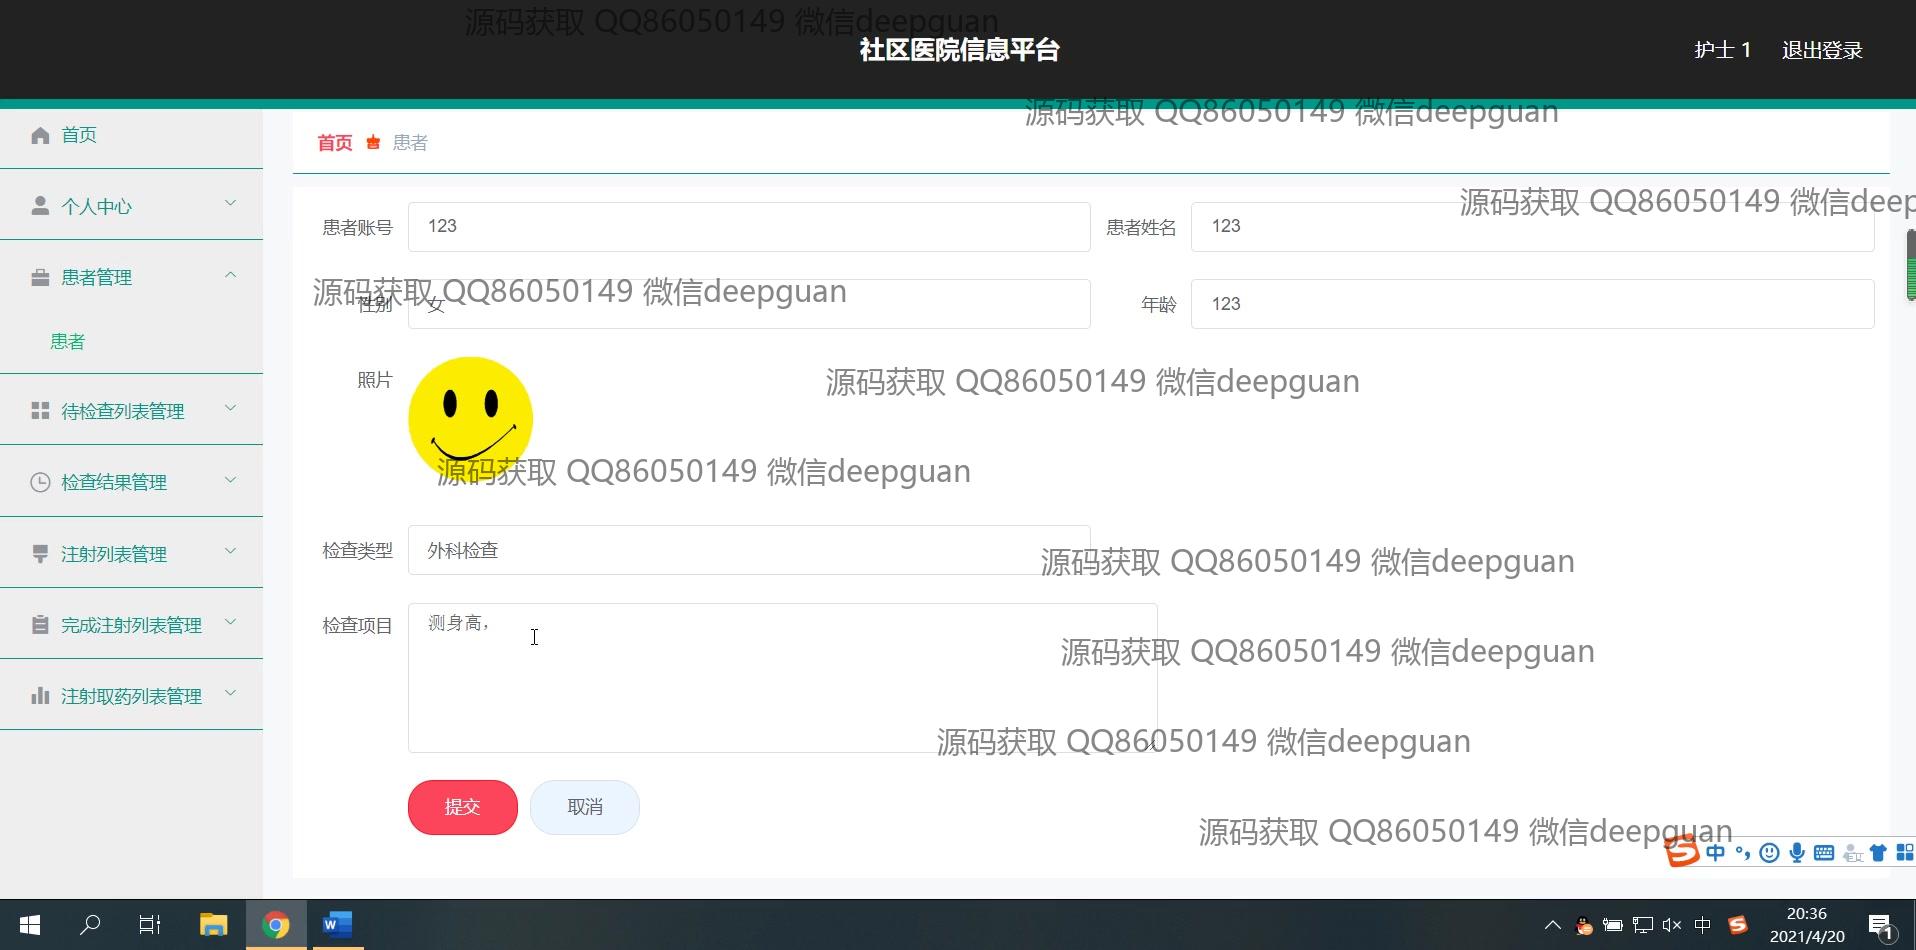 源码获取 QQ86050149 微信deepguan
社区医院信息平台
护士 1
退出登录
源码获取 QQ86050149 微信deepguan
首页
首页
患者
个人中心
源码获取 QQ86050149 微信deep
患者账号
123
患者姓名
123
患者管理
源码获取 QQ86050149 微信deepguan
性别
女
年龄
123
患者
照片
源码获取 QQ86050149 微信deepguan
待检查列表管理
源码获取 QQ86050149 微信deepguan
检查结果管理
检查类型
外科检查
源码获取 QQ86050149 微信deepguan
注射列表管理
检查项目
测身高，
完成注射列表管理
源码获取 QQ86050149 微信deepguan
注射取药列表管理
源码获取 QQ86050149 微信deepguan
提交
取消
源码获取 QQ86050149 微信deepguan
中
W
中
20:36
2021/4/20
1